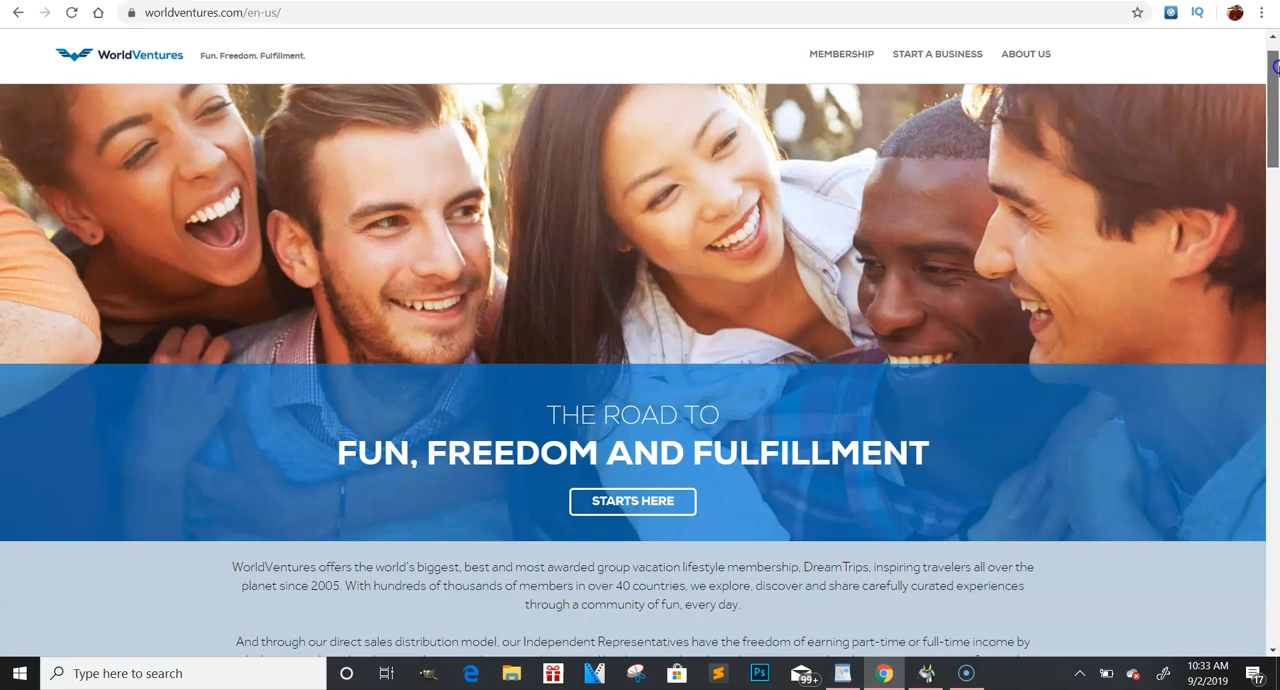 worldventures.com/en-us/
IQ
WorldVentures
Fun. Freedom. Fulfillment.
MEMBERSHIP
START A BUSINESS
ABOUT US
THE ROAD TO
FUN, FREEDOM AND FULFILLMENT
STARTS HERE
WorldVentures offers the world's biggest, best and most awarded group vacation lifestyle membership, DreamTrips, inspiring travelers all over the
planet since 2005. With hundreds of thousands of members in over 40 countries, we explore, discover and share carefully curated experiences
through a community of fun, every day.
And through our direct sales distribution model, our Independent Representatives have the freedom of earning part-time or full-time income by
Type here to search
Ps
99+
10:33 AM
9/2/2019
17